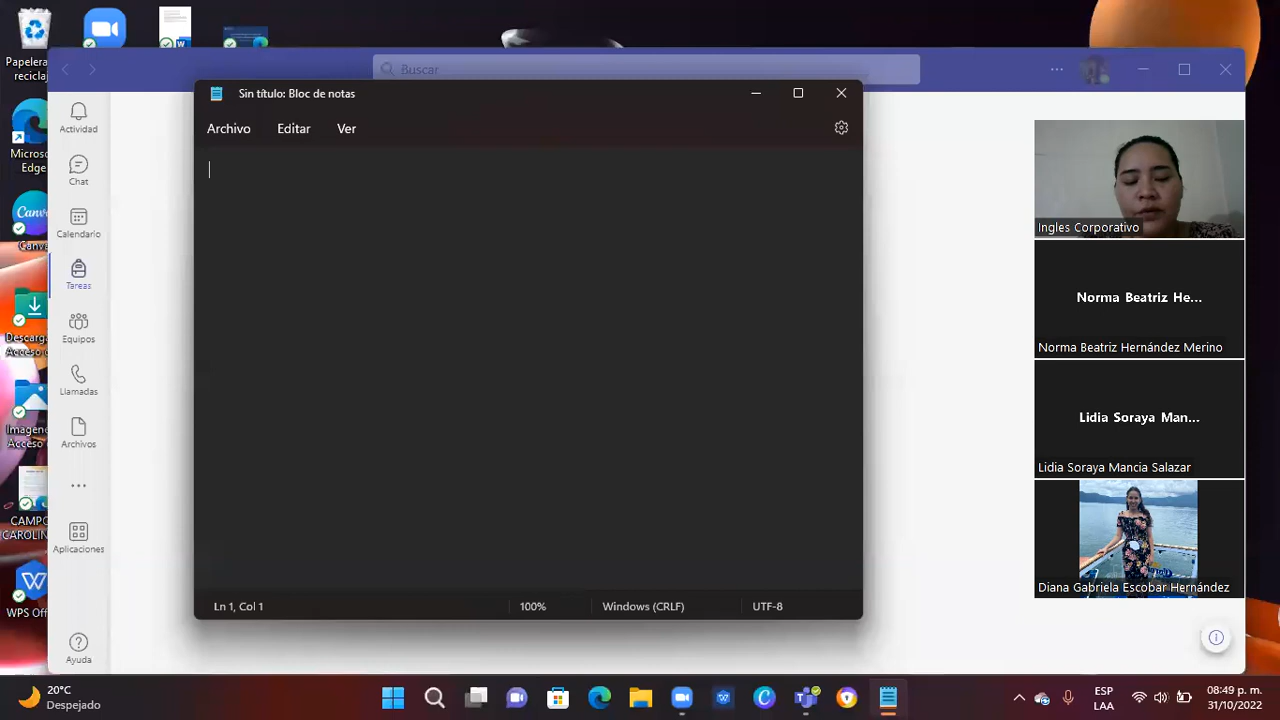 Papelera
recicla
Microso
Edge
Canva
Descarga
Acceso
Imagene
Acceso
CAMPO
CAROLIN
WPS Offi
Buscar
Actividad
Chat
Calendario
Tareas
Equipos
Llamadas
Archivos
Aplicaciones
Ayuda
Sin título: Bloc de notas
Archivo Editar Ver
Ln 1, Col 1 100% Windows (CRLF) UTF-8
Ingles Corporativo
Norma Beatriz He...
Norma Beatriz Hernández Merino
Lidia Soraya Man...
Lidia Soraya Mancia Salazar
Diana Gabriela Escobar Hernández
20°C
Despejado
ESP
LAA
08:49 p. m.
31/10/2022